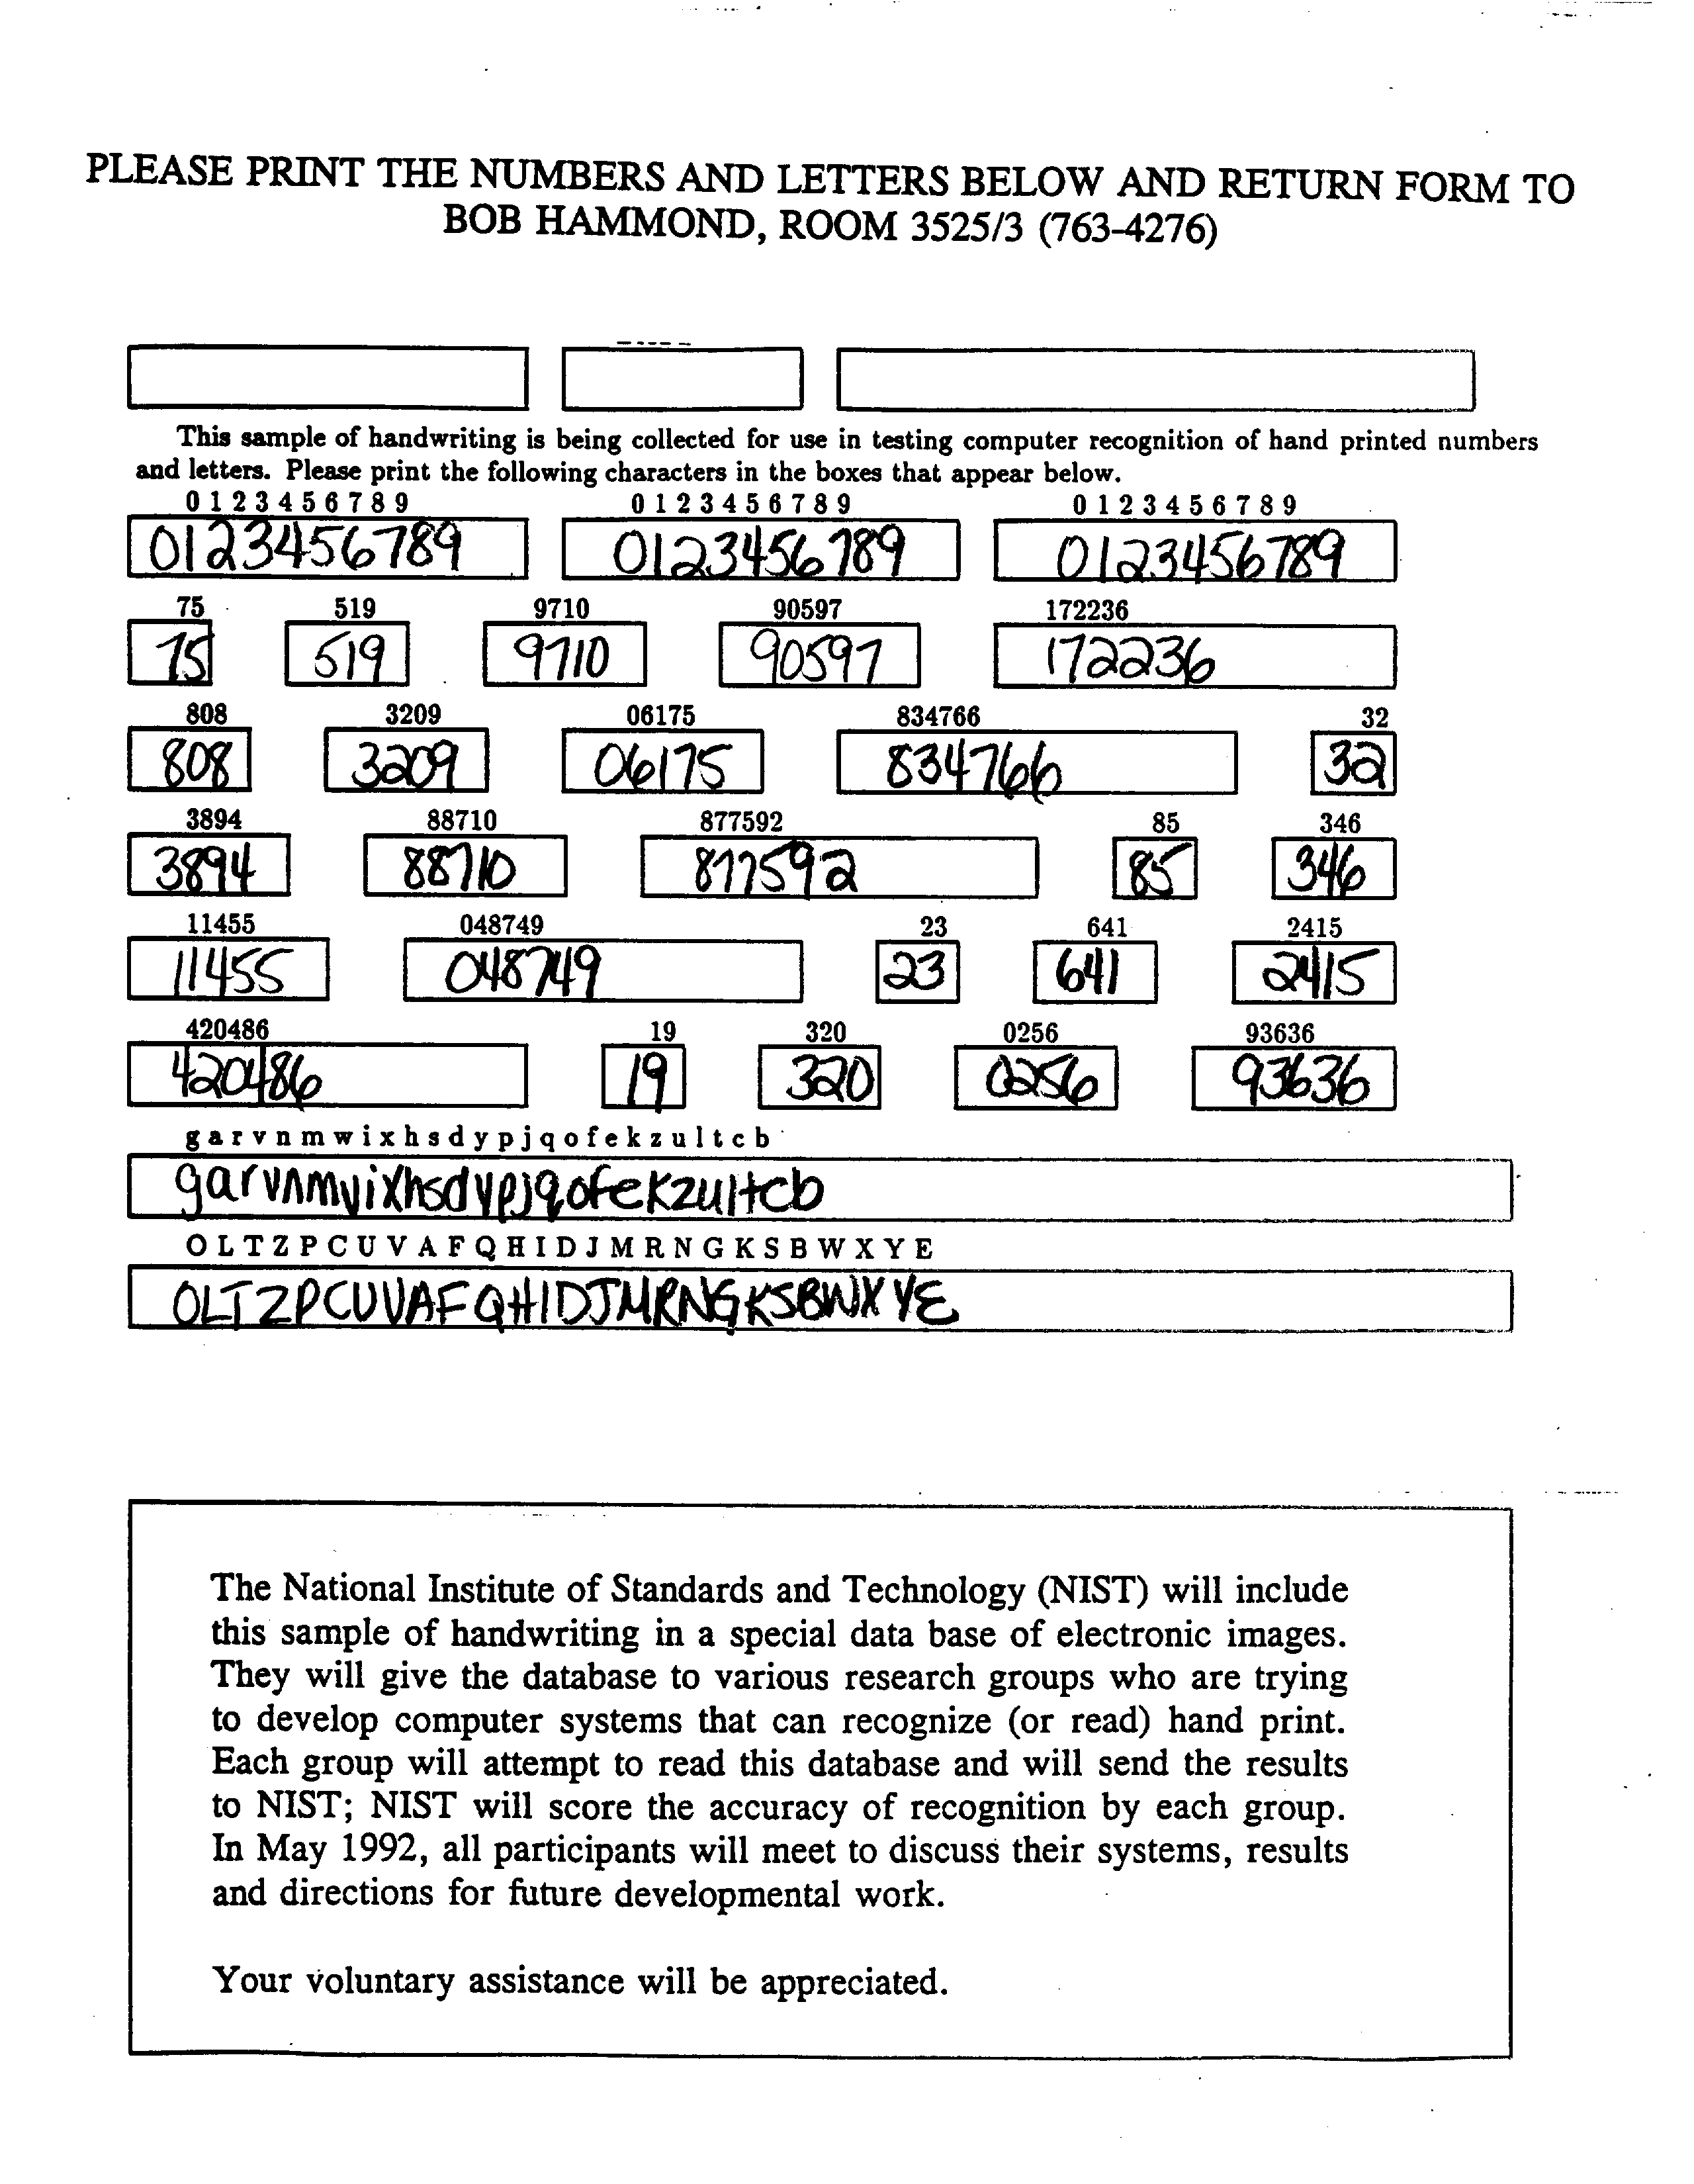 PLEASE PRINT THE NUMBERS AND LETTERS BELOW AND RETURN FORM TO
BOB HAMMOND, ROOM 3525/3 (763-4276)
This sample of handwriting is being collected for use in testing computer recognition of hand printed numbers
and letters. Please print the following characters in the boxes that appear below.
0 1 2 3 4 5 6 7 8 9 0 1 2 3 4 5 6 7 8 9 0 1 2 3 4 5 6 7 8 9
0123456789 0123456789 0123456789
75 519 9710 90597 172236
75 519 9710 90597 172236
808 3209 06175 834766 32
808 3209 06175 834766 32
3894 88710 877592 85 346
3894 88710 877592 85 346
11455 048749 23 641 2415
11455 048749 23 641 2415
420486 19 320 0256 93636
420486 19 320 0256 93636
g a r v n m w i x h s d y p j q o f e k z u l t c b
garvnmyixhsdypjqofekzultcb
O L T Z P C U V A F Q H I D J M R N G K S B W X Y E
OLTZPCUVAFQHIDJMRNGKSBWXYE
The National Institute of Standards and Technology (NIST) will include
this sample of handwriting in a special data base of electronic images.
They will give the database to various research groups who are trying
to develop computer systems that can recognize (or read) hand print.
Each group will attempt to read this database and will send the results
to NIST; NIST will score the accuracy of recognition by each group.
In May 1992, all participants will meet to discuss their systems, results
and directions for future developmental work.
Your voluntary assistance will be appreciated.